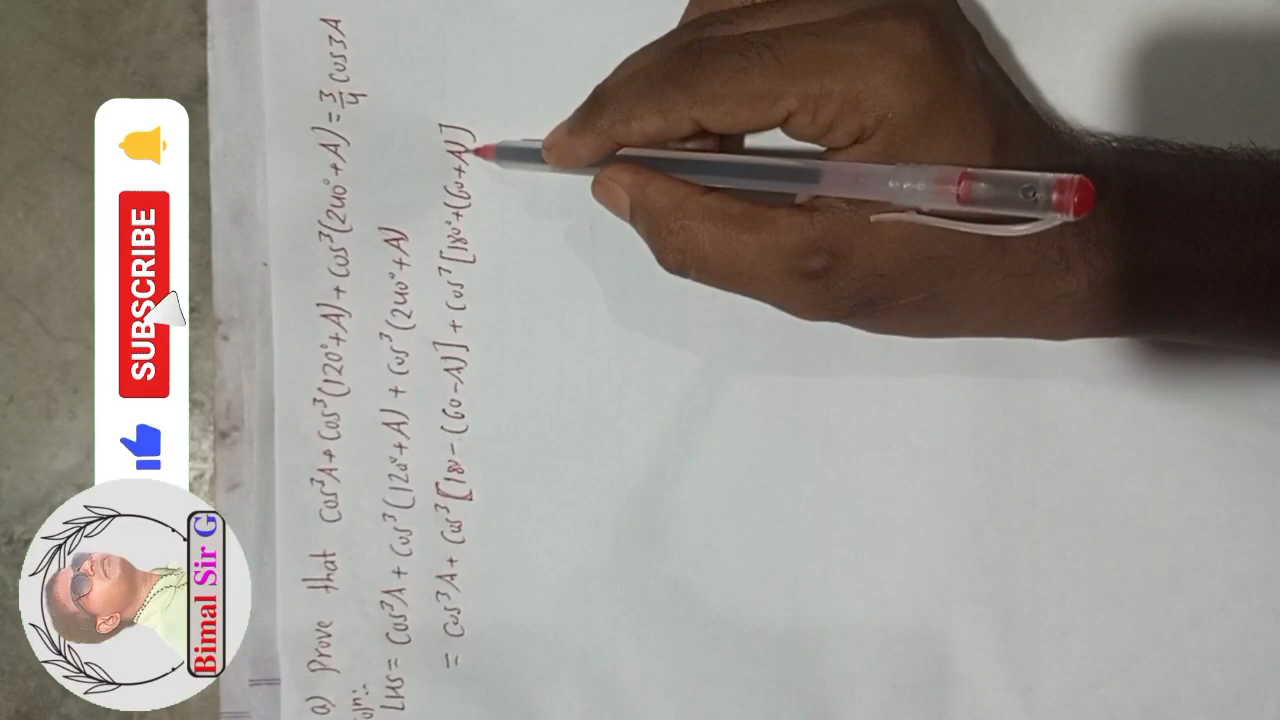 a) Prove that Cos³A + Cos³(120°+A) + Cos³(240°+A) = 3/4 Cos3A
Solⁿ:-
LHS = Cos³A + Cos³(120°+A) + Cos³(240°+A)
= Cos³A + Cos³[180-(60-A)] + Cos³[180°+(60+A)]
SUBSCRIBE
Bimal Sir G